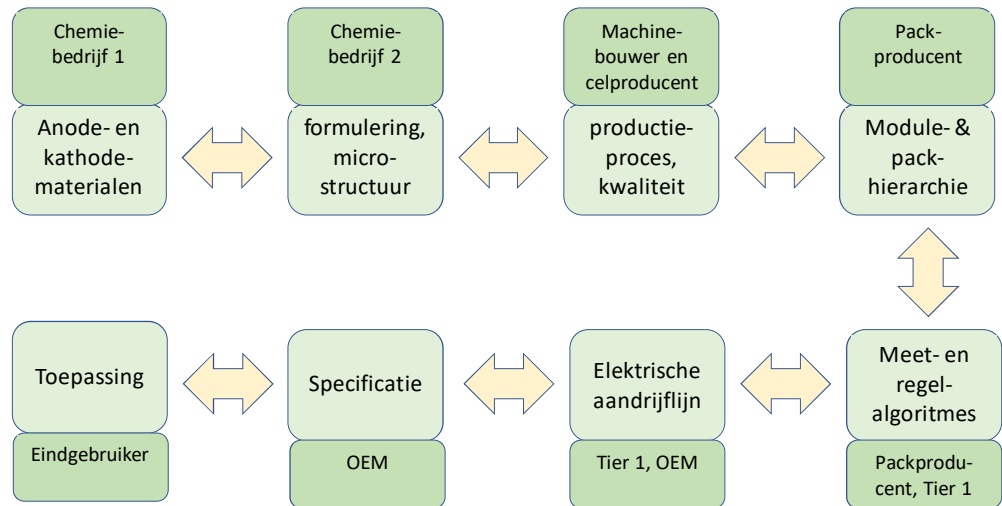 Chemie-
bedrijf 1
Anode- en
kathode-
materialen
Chemie-
bedrijf 2
formulering,
micro-
structuur
Machine-
bouwer en
celproducent
productie-
proces,
kwaliteit
Pack-
producent
Module- &
pack-
hierarchie
Toepassing
Eindgebruiker
Specificatie
OEM
Elektrische
aandrijflijn
Tier 1, OEM
Meet- en
regel-
algoritmes
Packprodu-
cent, Tier 1